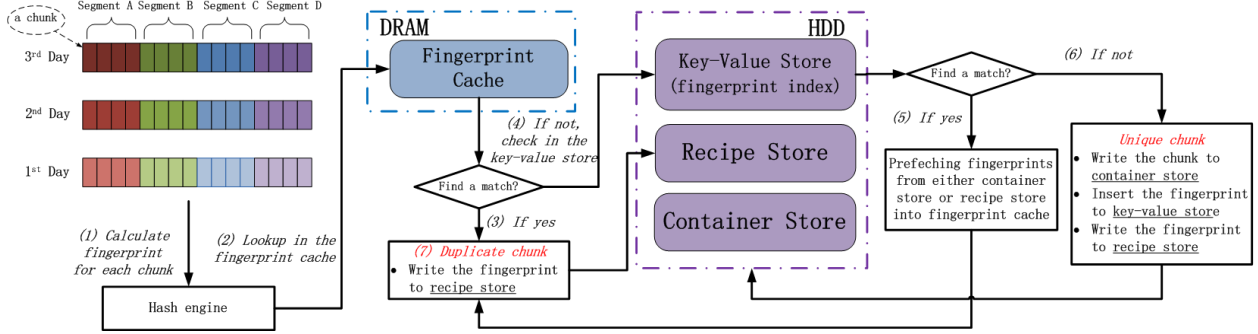 Segment A Segment B Segment C Segment D
a chunk
3rd Day
2nd Day
1st Day
(1) Calculate
fingerprint
for each chunk
(2) Lookup in the
fingerprint cache
Hash engine
DRAM
Fingerprint
Cache
(4) If not,
check in the
key-value store
Find a match?
(3) If yes
(7) Duplicate chunk
• Write the fingerprint
to recipe store
HDD
Key-Value Store
(fingerprint index)
Recipe Store
Container Store
Find a match?
(5) If yes
(6) If not
Prefeching fingerprints
from either container
store or recipe store
into fingerprint cache
Unique chunk
• Write the chunk to
container store
• Insert the fingerprint
to key-value store
• Write the fingerprint
to recipe store